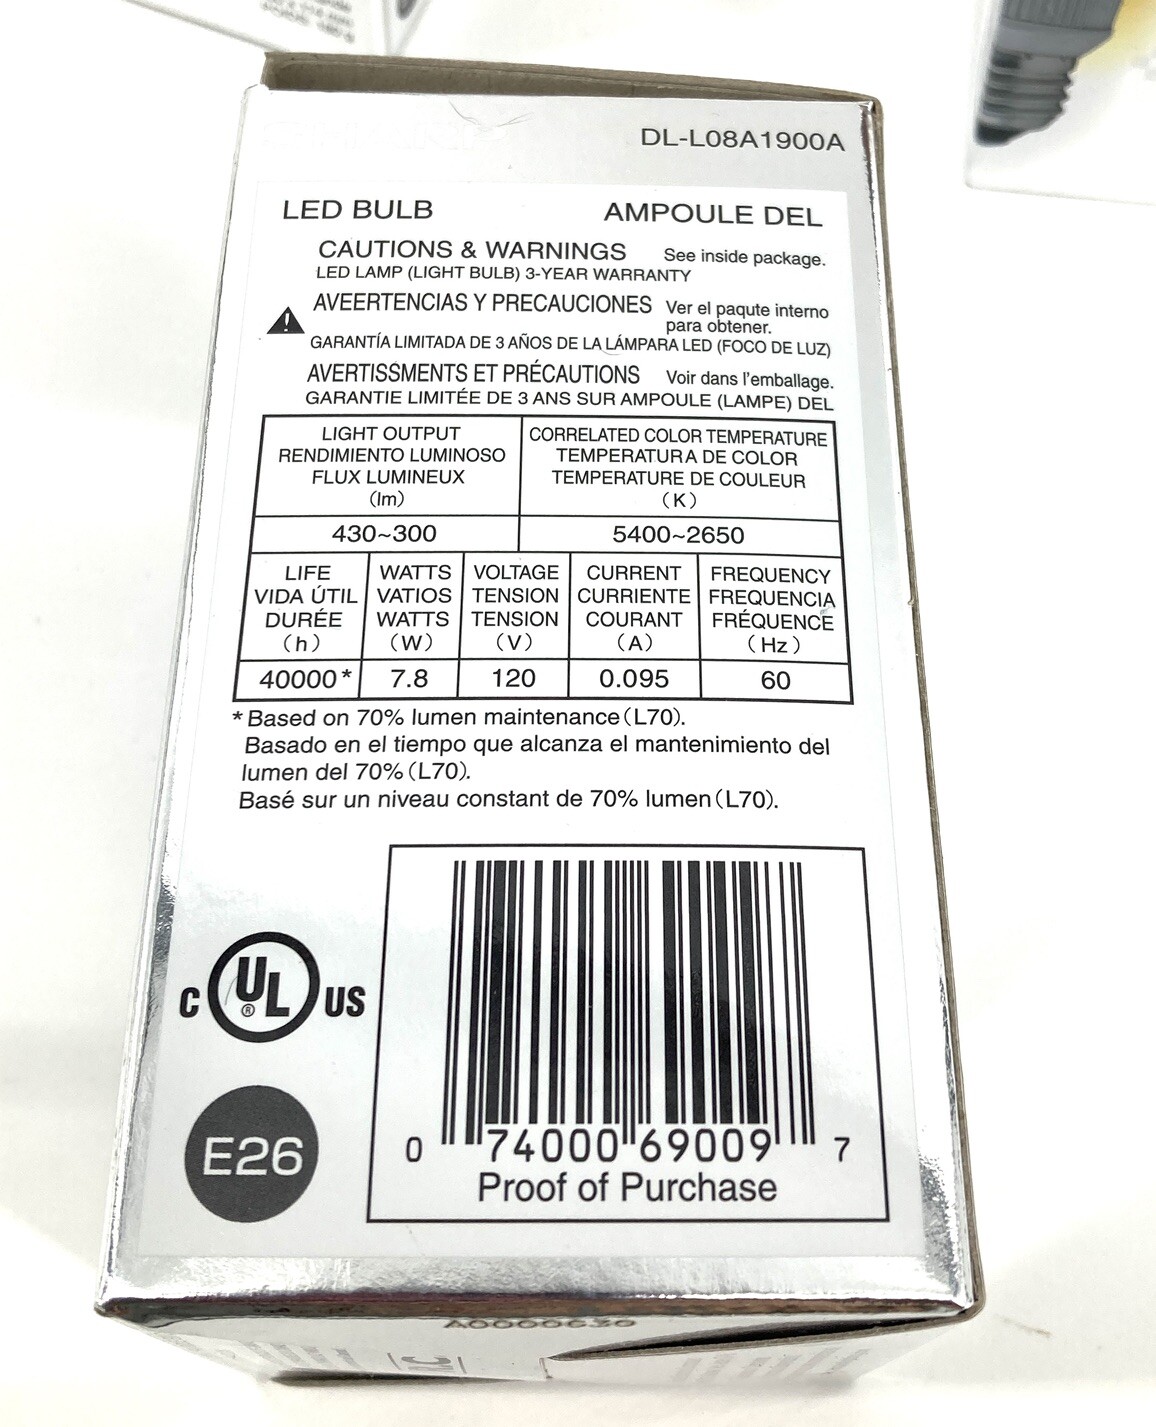 DL-L08A1900A
LED BULB
AMPOULE DEL
CAUTIONS & WARNINGS See inside package.
LED LAMP (LIGHT BULB) 3-YEAR WARRANTY
AVEERTENCIAS Y PRECAUCIONES Ver el paqute interno
para obtener.
GARANTÍA LIMITADA DE 3 AÑOS DE LA LÁMPARA LED (FOCO DE LUZ)
AVERTISSMENTS ET PRÉCAUTIONS Voir dans l'emballage.
GARANTIE LIMITÉE DE 3 ANS SUR AMPOULE (LAMPE) DEL
LIGHT OUTPUT
RENDIMIENTO LUMINOSO
FLUX LUMINEUX
(lm)
CORRELATED COLOR TEMPERATURE
TEMPERATURA DE COLOR
TEMPERATURE DE COULEUR
(K)
430~300
5400~2650
LIFE
VIDA ÚTIL
DURÉE
(h)
WATTS
VATIOS
WATTS
(W)
VOLTAGE
TENSION
TENSION
(V)
CURRENT
CURRIENTE
COURANT
(A)
FREQUENCY
FREQUENCIA
FRÉQUENCE
(Hz)
40000*
7.8
120
0.095
60
* Based on 70% lumen maintenance (L70).
Basado en el tiempo que alcanza el mantenimiento del
lumen del 70% (L70).
Basé sur un niveau constant de 70% lumen (L70).
C UL ® US
E26
0 74000 69009 7
Proof of Purchase